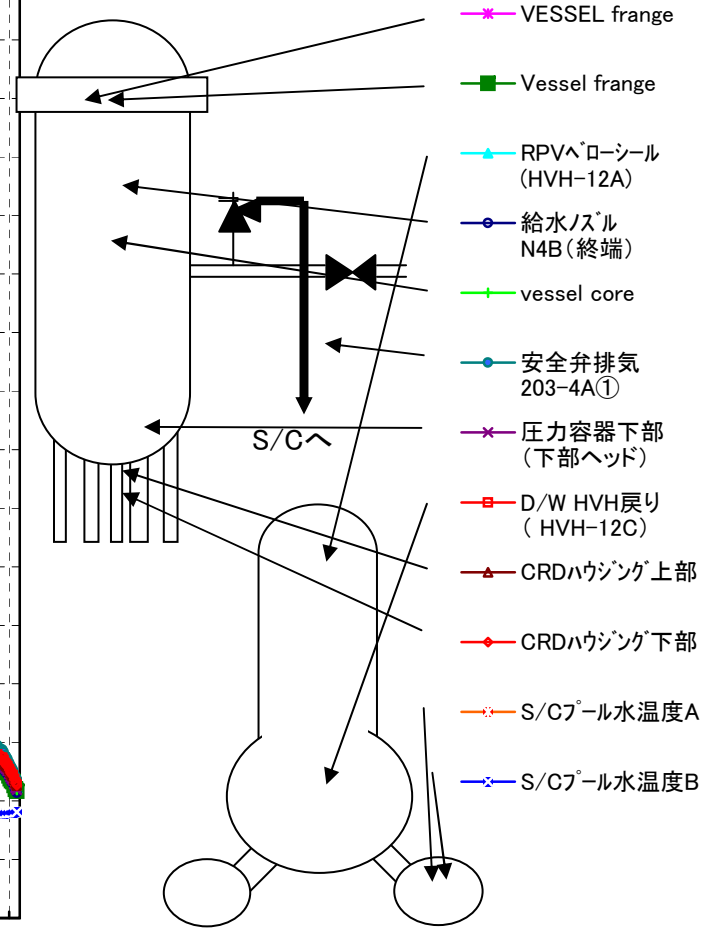 VESSEL frange
Vessel frange
RPVﾍﾞﾛｰｼｰﾙ
(HVH-12A)
給水ﾉｽﾞﾙ
N4B(終端)
vessel core
安全弁排気
203-4A①
圧力容器下部
(下部ﾍｯﾄﾞ)
D/W HVH戻り
( HVH-12C)
CRDﾊｳｼﾞﾝｸﾞ上部
CRDﾊｳｼﾞﾝｸﾞ下部
S/Cﾌﾟｰﾙ水温度A
S/Cﾌﾟｰﾙ水温度B
S/Cへ